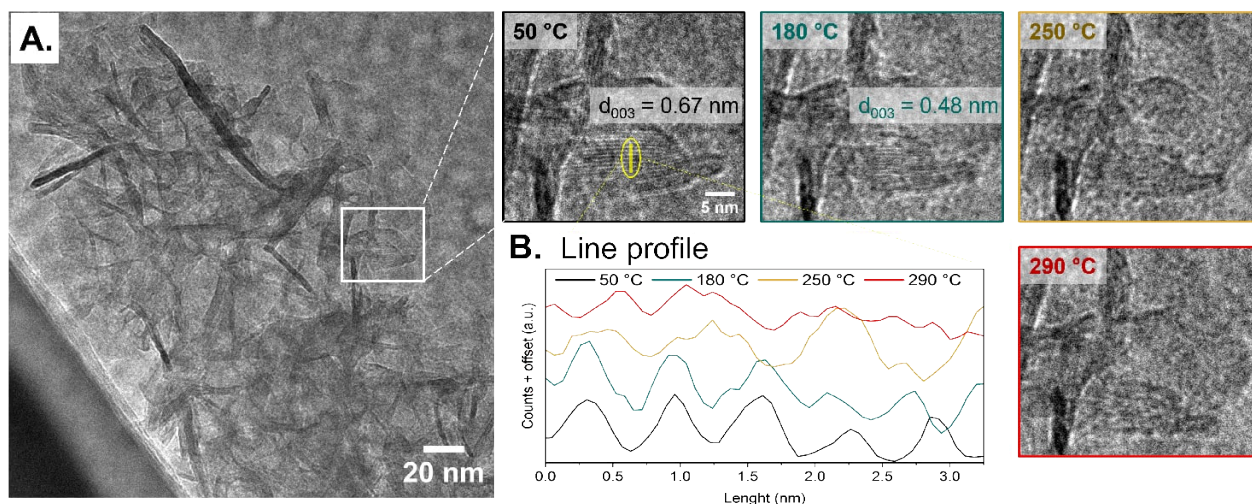 A.
20 nm
50 °C
d003 = 0.67 nm
5 nm
180 °C
d003 = 0.48 nm
250 °C
290 °C
B. Line profile
50 °C 180 °C 250 °C 290 °C
Counts + offset (a.u.)
0.0 0.5 1.0 1.5 2.0 2.5 3.0
Lenght (nm)